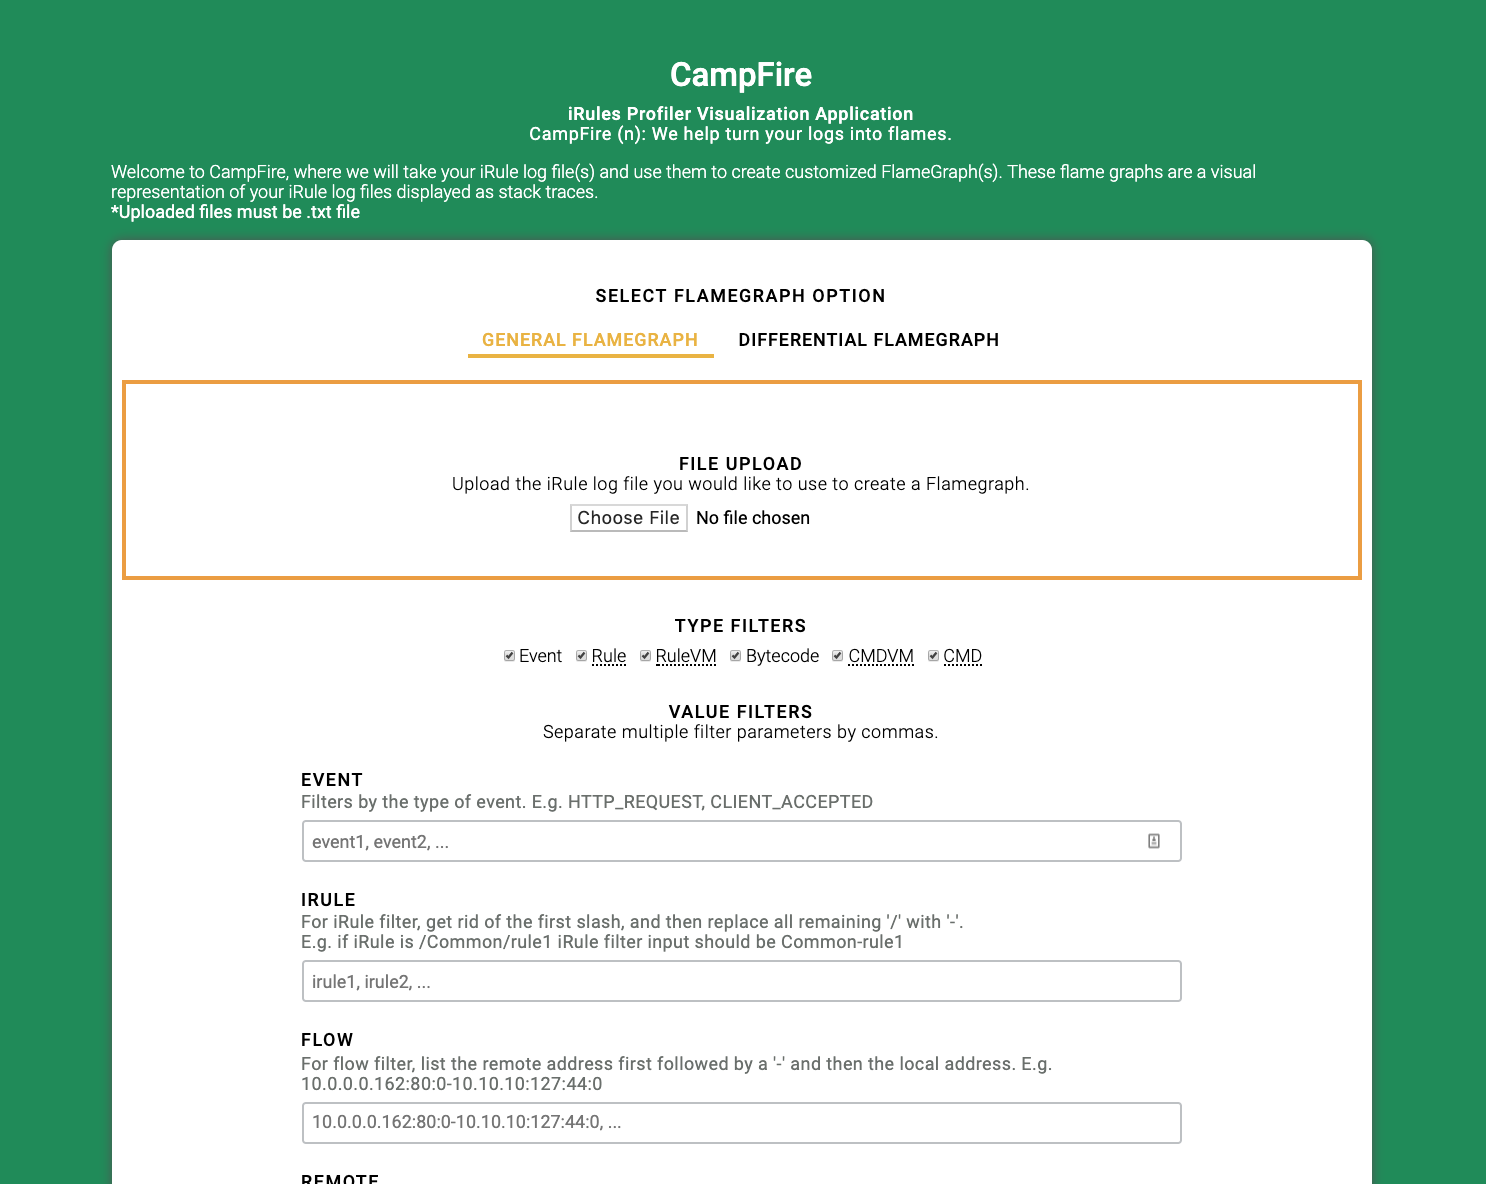 CampFire
iRules Profiler Visualization Application
CampFire (n): We help turn your logs into flames.
Welcome to CampFire, where we will take your iRule log file(s) and use them to create customized FlameGraph(s). These flame graphs are a visual
representation of your iRule log files displayed as stack traces.
*Uploaded files must be .txt file
SELECT FLAMEGRAPH OPTION
GENERAL FLAMEGRAPH DIFFERENTIAL FLAMEGRAPH
FILE UPLOAD
Upload the iRule log file you would like to use to create a Flamegraph.
Choose File No file chosen
TYPE FILTERS
Event Rule RuleVM Bytecode CMDVM CMD
VALUE FILTERS
Separate multiple filter parameters by commas.
EVENT
Filters by the type of event. E.g. HTTP_REQUEST, CLIENT_ACCEPTED
event1, event2, ...
IRULE
For iRule filter, get rid of the first slash, and then replace all remaining '/' with '-'.
E.g. if iRule is /Common/rule1 iRule filter input should be Common-rule1
irule1, irule2, ...
FLOW
For flow filter, list the remote address first followed by a '-' and then the local address. E.g.
10.0.0.0.162:80:0-10.10.10:127:44:0
10.0.0.0.162:80:0-10.10.10:127:44:0, ...
REMOTE